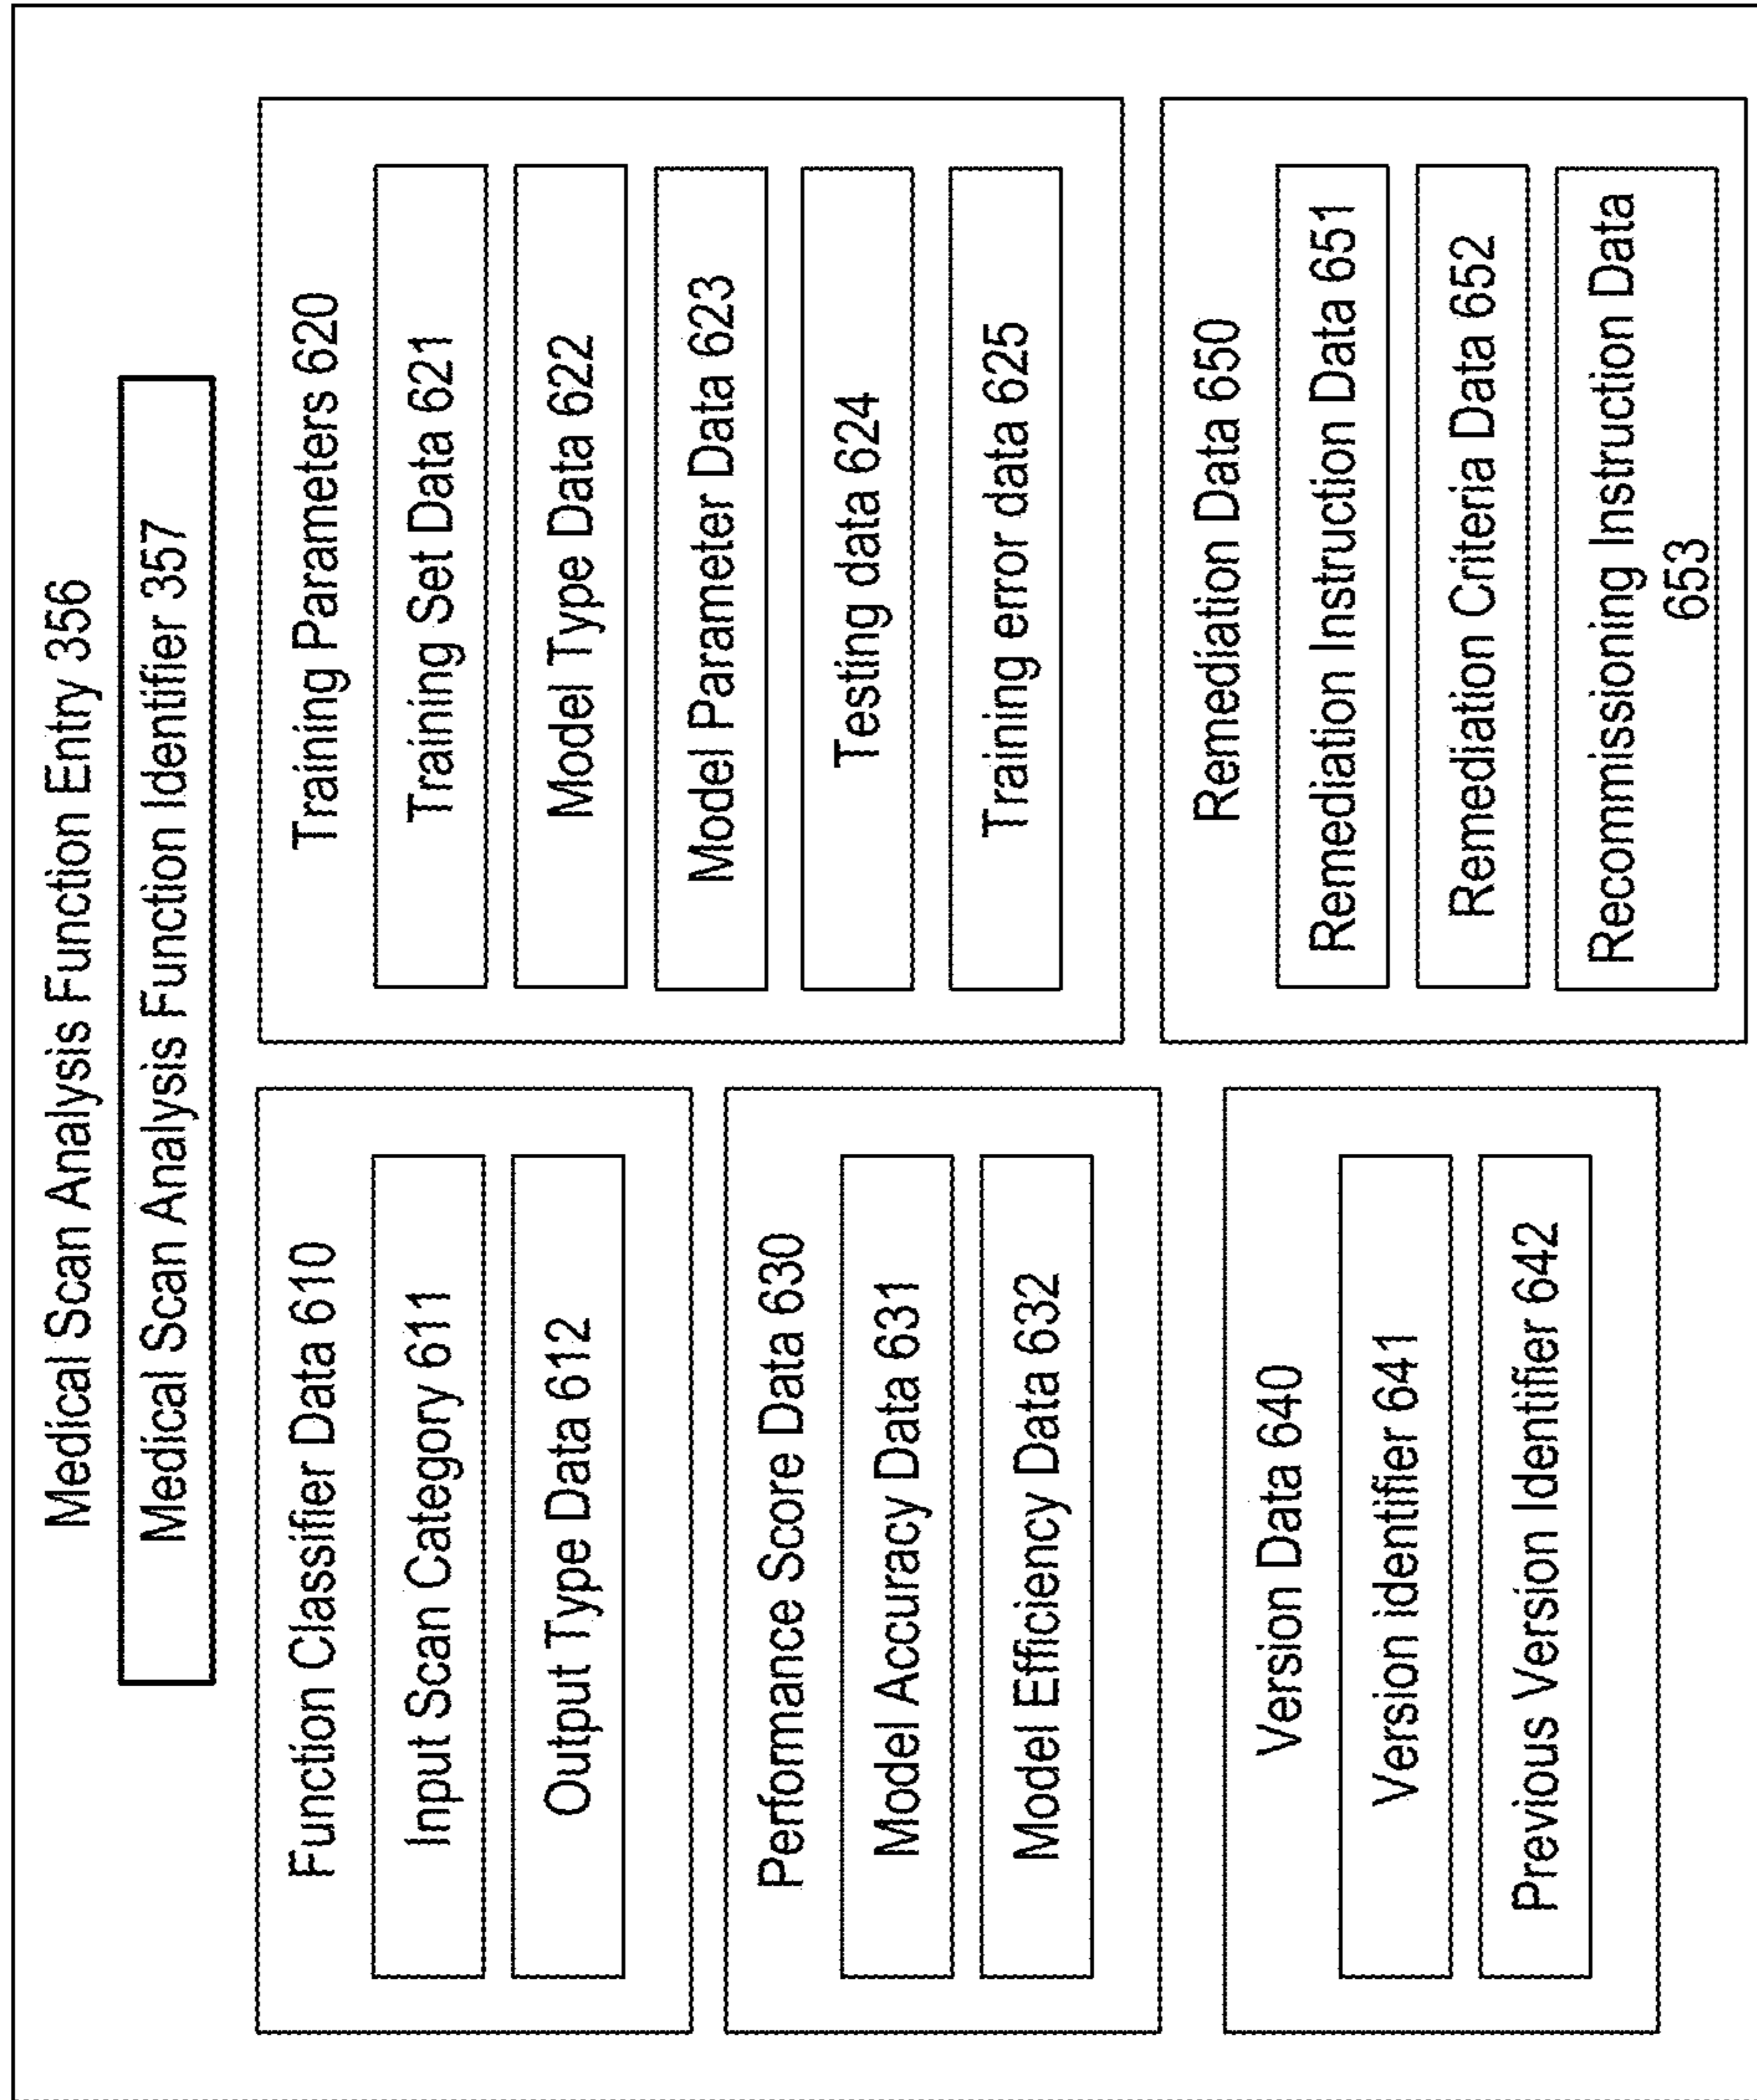 Medical Scan Analysis Function Entry 356
Medical Scan Analysis Function Identifier 357
Function Classifier Data 610
Input Scan Category 611
Output Type Data 612
Performance Score Data 630
Model Accuracy Data 631
Model Efficiency Data 632
Version Data 640
Version identifier 641
Previous Version Identifier 642
Training Parameters 620
Training Set Data 621
Model Type Data 622
Model Parameter Data 623
Testing data 624
Training error data 625
Remediation Data 650
Remediation Instruction Data 651
Remediation Criteria Data 652
Recommissioning Instruction Data
653